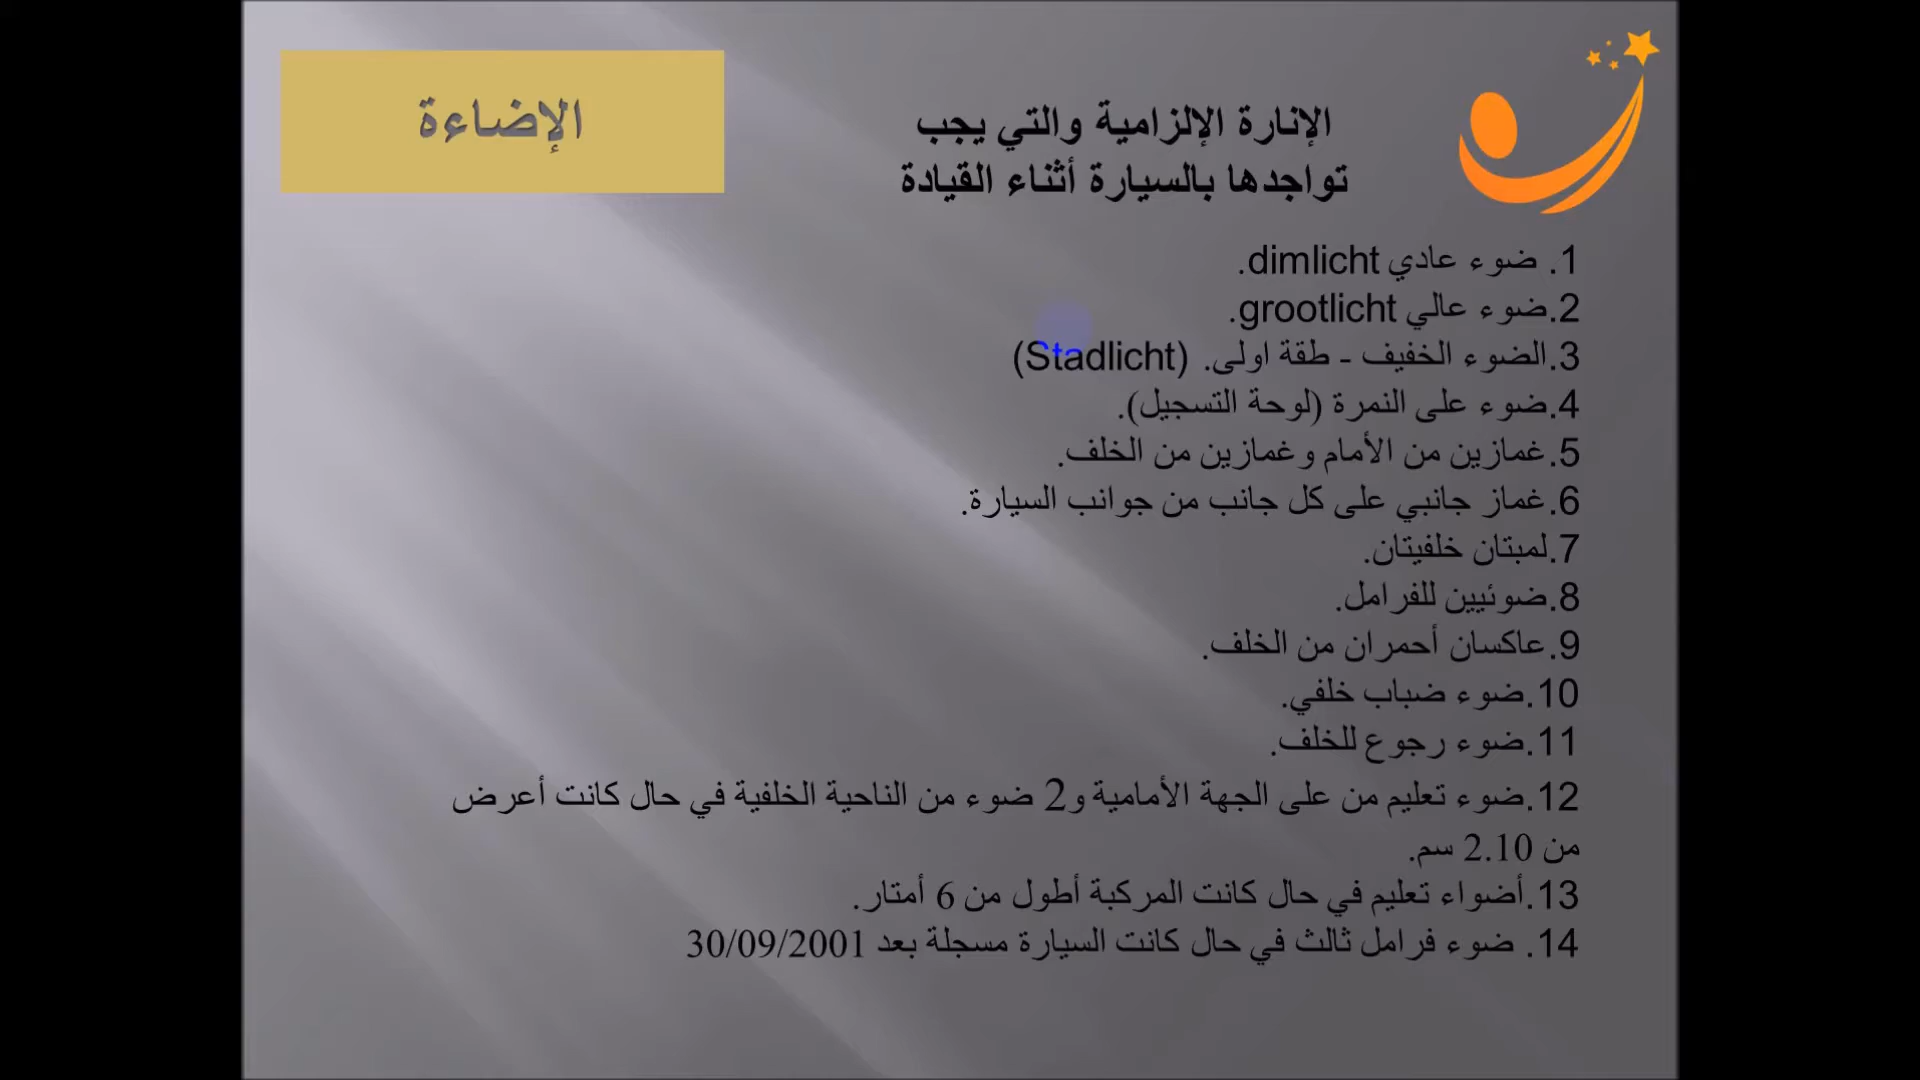 الإضاءة
الإنارة الإلزامية والتي يجب
تواجدها بالسيارة أثناء القيادة
1. ضوء عادي dimlicht.
2.ضوء عالي grootlicht.
3.الضوء الخفيف - طقة اولى. (Stadlicht)
4.ضوء على النمرة (لوحة التسجيل).
5.غمازين من الأمام وغمازين من الخلف.
6.غماز جانبي على كل جانب من جوانب السيارة.
7.لمبتان خلفيتان.
8.ضوئيين للفرامل.
9.عاكسان أحمران من الخلف.
10.ضوء ضباب خلفي.
11.ضوء رجوع للخلف.
12.ضوء تعليم من على الجهة الأمامية و2 ضوء من الناحية الخلفية في حال كانت أعرض
من 2.10 سم.
13.أضواء تعليم في حال كانت المركبة أطول من 6 أمتار.
14. ضوء فرامل ثالث في حال كانت السيارة مسجلة بعد 30/09/2001